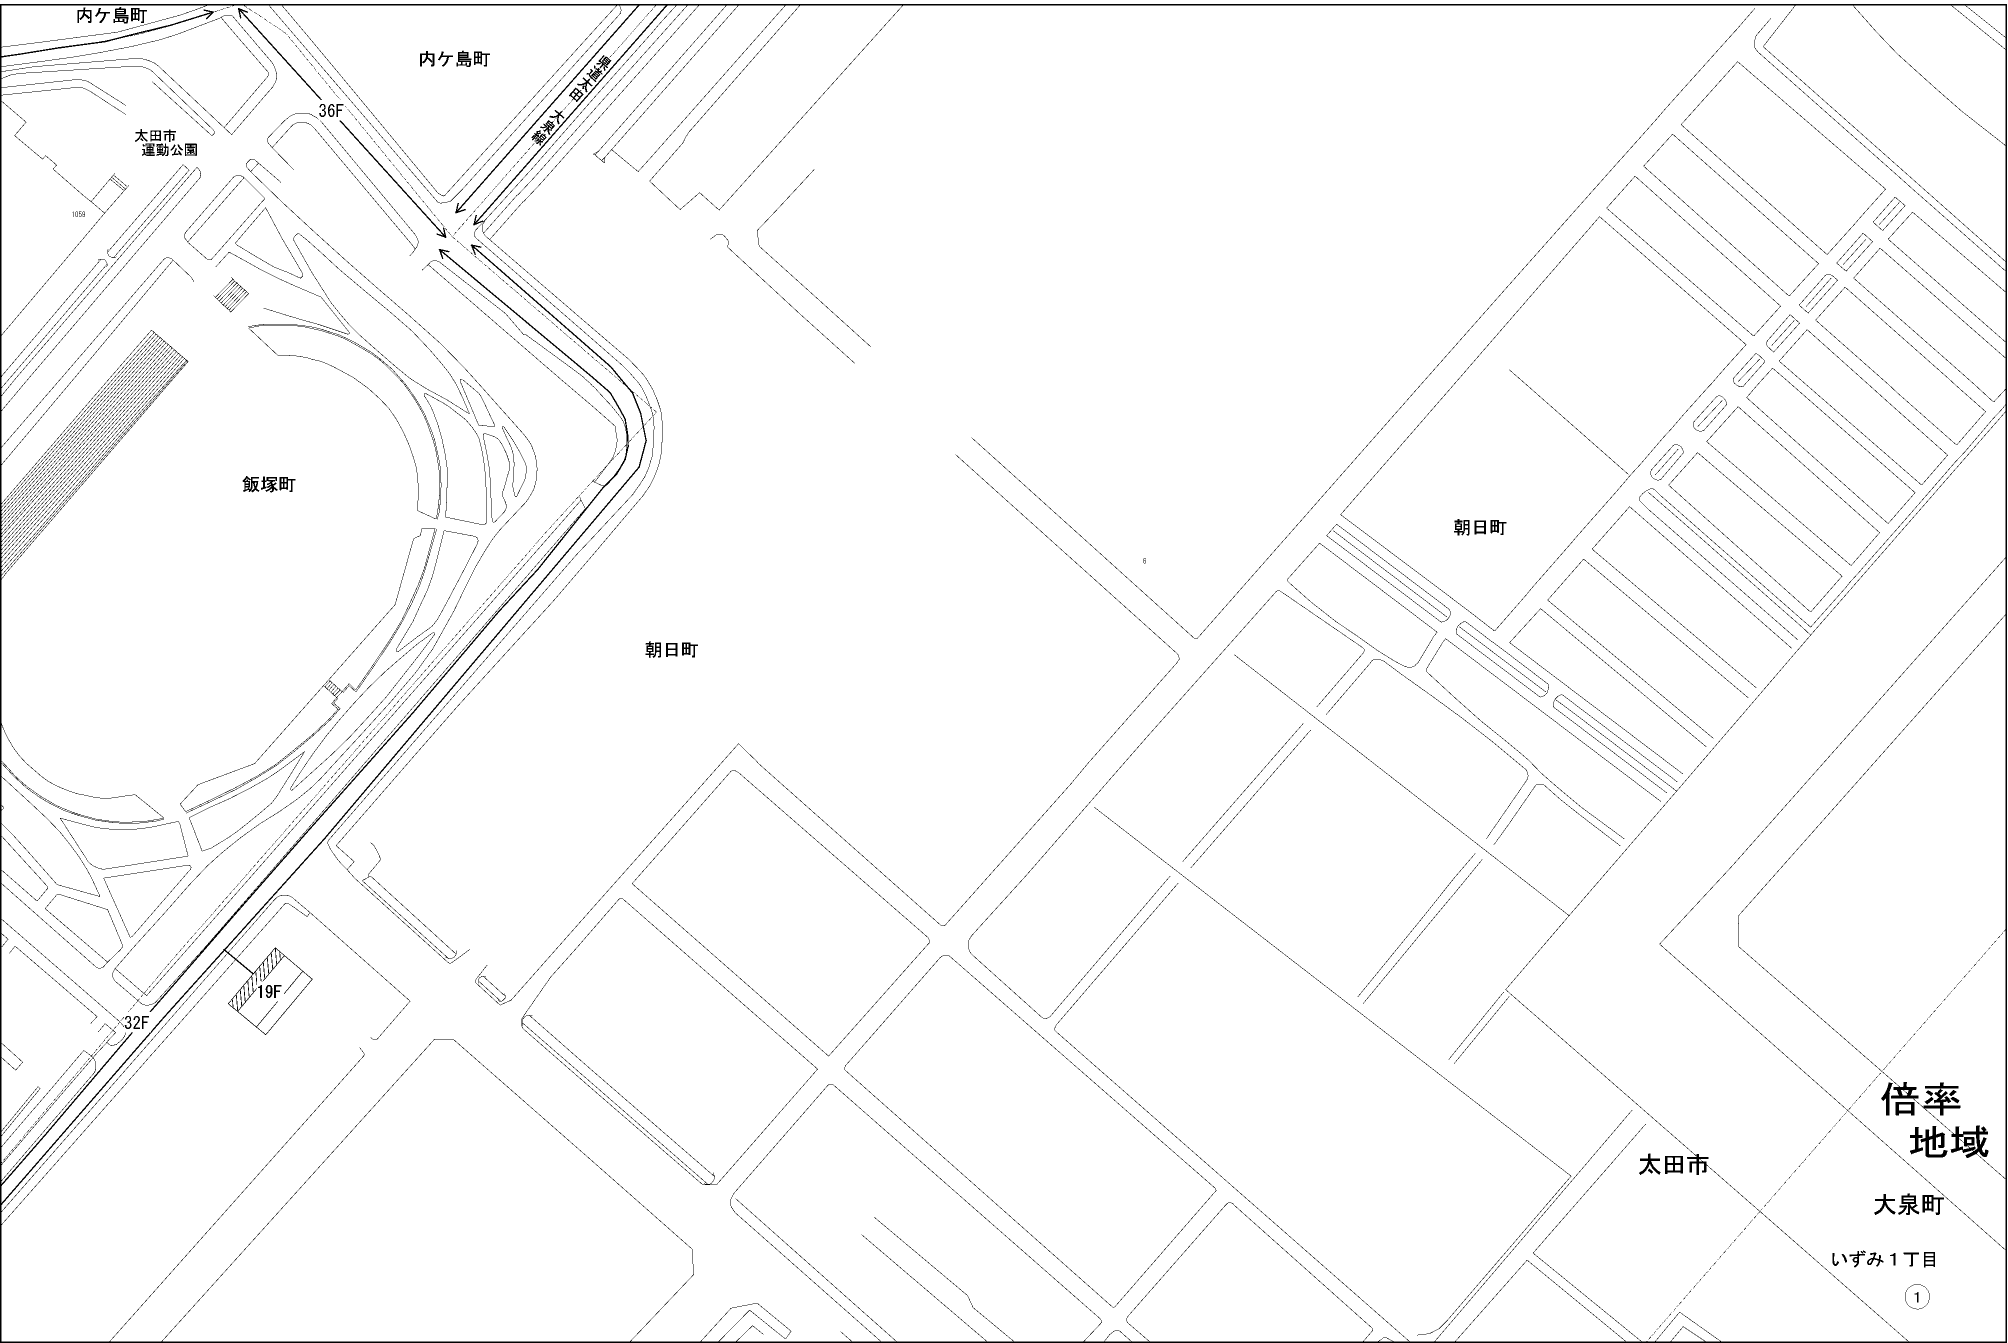 内ケ島町
内ケ島町
県道太田 大泉線
36F
太田市
運動公園
1059
飯塚町
朝日町
6
朝日町
19F
32F
倍率
地域
太田市
大泉町
いずみ１丁目
1